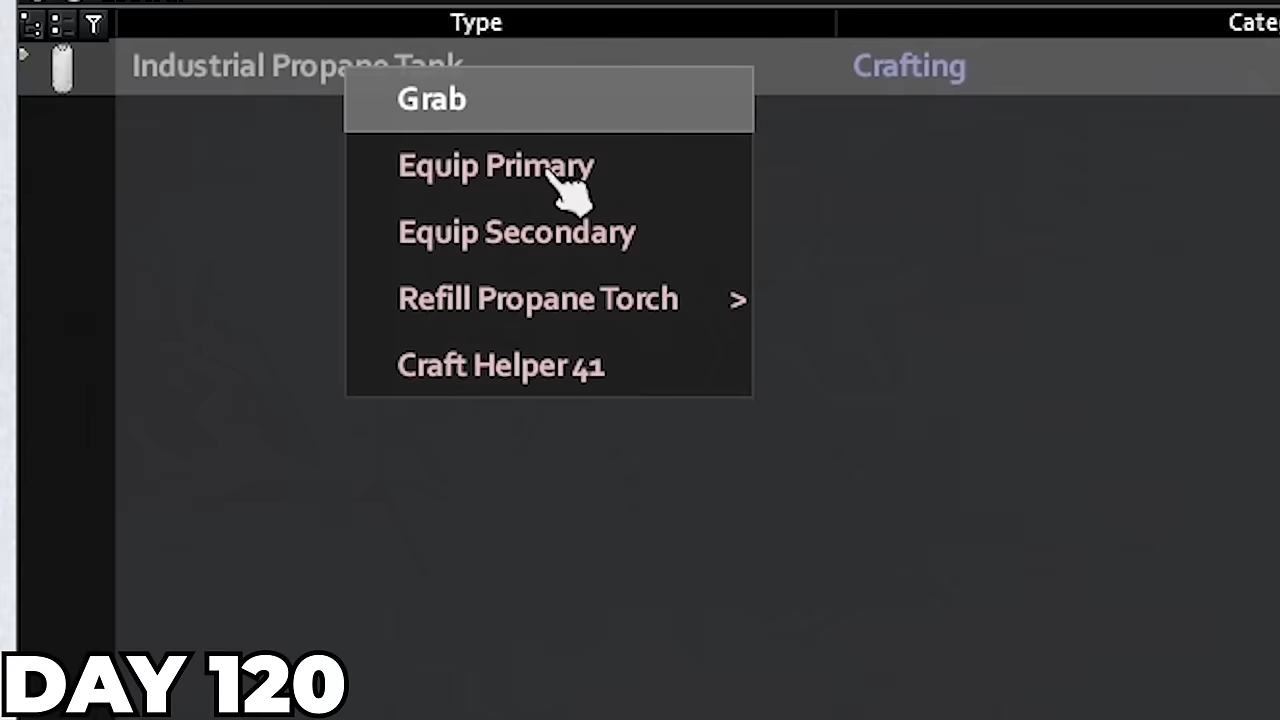 Type
Cate
Industrial Propane Tank
Crafting
Grab
Equip Primary
Equip Secondary
Refill Propane Torch >
Craft Helper 41
DAY 120